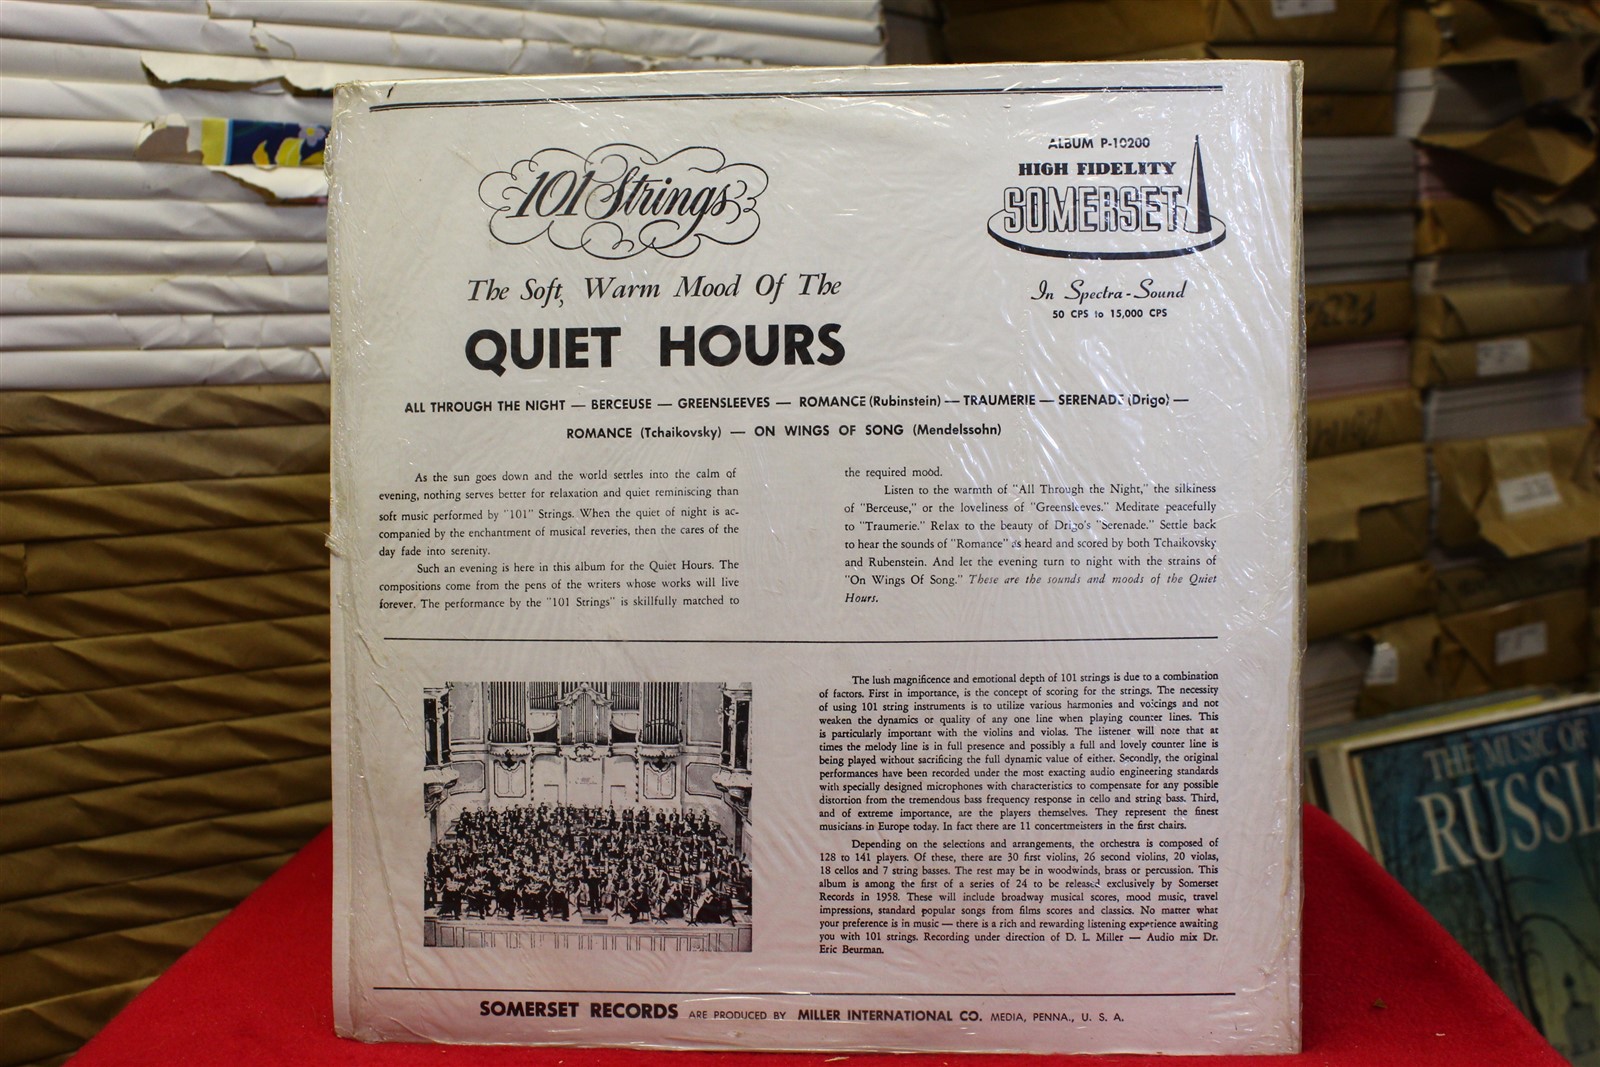 101 Strings
The Soft, Warm Mood Of The
QUIET HOURS
ALBUM P-10200
HIGH FIDELITY
SOMERSET
In Spectra-Sound
50 CPS to 15,000 CPS
ALL THROUGH THE NIGHT — BERCEUSE — GREENSLEEVES — ROMANCE (Rubinstein) — TRAUMERIE — SERENADE (Drigo) —
ROMANCE (Tchaikovsky) — ON WINGS OF SONG (Mendelssohn)
As the sun goes down and the world settles into the calm of
evening, nothing serves better for relaxation and quiet reminiscing than
soft music performed by "101" Strings. When the quiet of night is ac-
companied by the enchantment of musical reveries, then the cares of the
day fade into serenity.
Such an evening is here in this album for the Quiet Hours. The
compositions come from the pens of the writers whose works will live
forever. The performance by the "101 Strings" is skillfully matched to
the required mood.
Listen to the warmth of "All Through the Night," the silkiness
of "Berceuse," or the loveliness of "Greensleeves." Meditate peacefully
to "Traumerie." Relax to the beauty of Drigo's "Serenade." Settle back
to hear the sounds of "Romance" as heard and scored by both Tchaikovsky
and Rubenstein. And let the evening turn to night with the strains of
"On Wings Of Song." These are the sounds and moods of the Quiet
Hours.
The lush magnificence and emotional depth of 101 strings is due to a combination
of factors. First in importance, is the concept of scoring for the strings. The necessity
of using 101 string instruments is to utilize various harmonies and voicings and not
weaken the dynamics or quality of any one line when playing counter lines. This
is particularly important with the violins and violas. The listener will note that at
times the melody line is in full presence and possibly a full and lovely counter line is
being played without sacrificing the full dynamic value of either. Secondly, the original
performances have been recorded under the most exacting audio engineering standards
with specially designed microphones with characteristics to compensate for any possible
distortion from the tremendous bass frequency response in cello and string bass. Third,
and of extreme importance, are the players themselves. They represent the finest
musicians in Europe today. In fact there are 11 concertmeisters in the first chairs.
Depending on the selections and arrangements, the orchestra is composed of
128 to 141 players. Of these, there are 30 first violins, 26 second violins, 20 violas,
18 cellos and 7 string basses. The rest may be in woodwinds, brass or percussion. This
album is among the first of a series of 24 to be released exclusively by Somerset
Records in 1958. These will include broadway musical scores, mood music, travel
impressions, standard popular songs from films scores and classics. No matter what
your preference is in music — there is a rich and rewarding listening experience awaiting
you with 101 strings. Recording under direction of D. L. Miller — Audio mix Dr.
Eric Beurman.
SOMERSET RECORDS ARE PRODUCED BY MILLER INTERNATIONAL CO. MEDIA, PENNA., U. S. A.
THE MUSIC OF